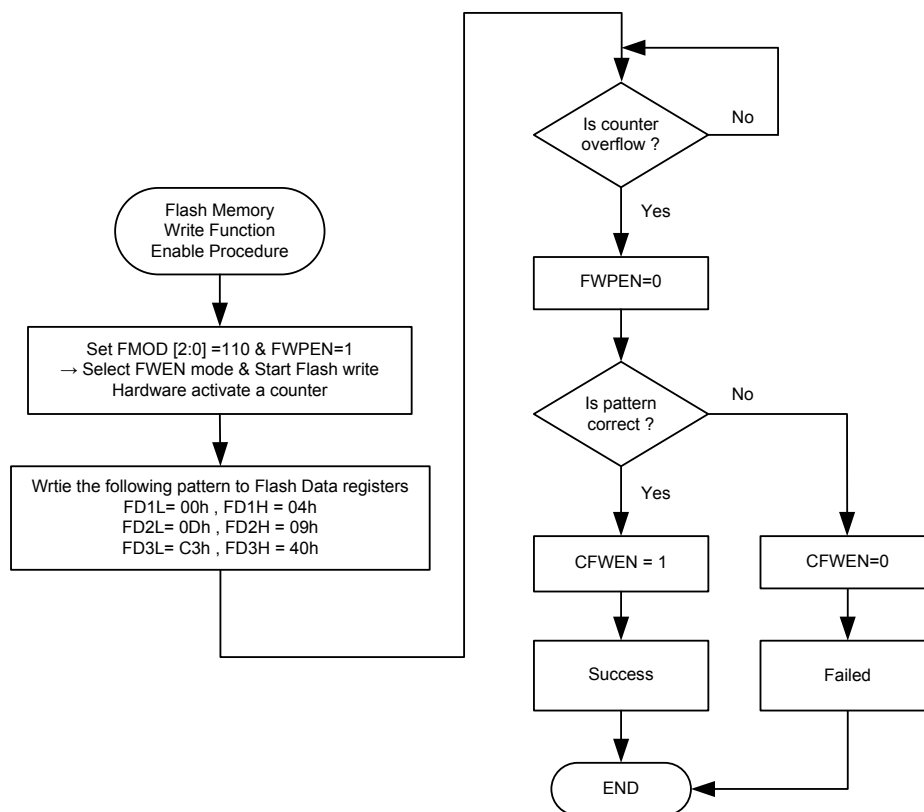 Flash Memory
Write Function
Enable Procedure
Set FMOD [2:0] =110 & FWPEN=1
→ Select FWEN mode & Start Flash write
Hardware activate a counter
Wrtie the following pattern to Flash Data registers
FD1L= 00h , FD1H = 04h
FD2L= 0Dh , FD2H = 09h
FD3L= C3h , FD3H = 40h
Is counter
overflow ?
No
Yes
FWPEN=0
Is pattern
correct ?
No
Yes
CFWEN = 1
CFWEN=0
Success
Failed
END